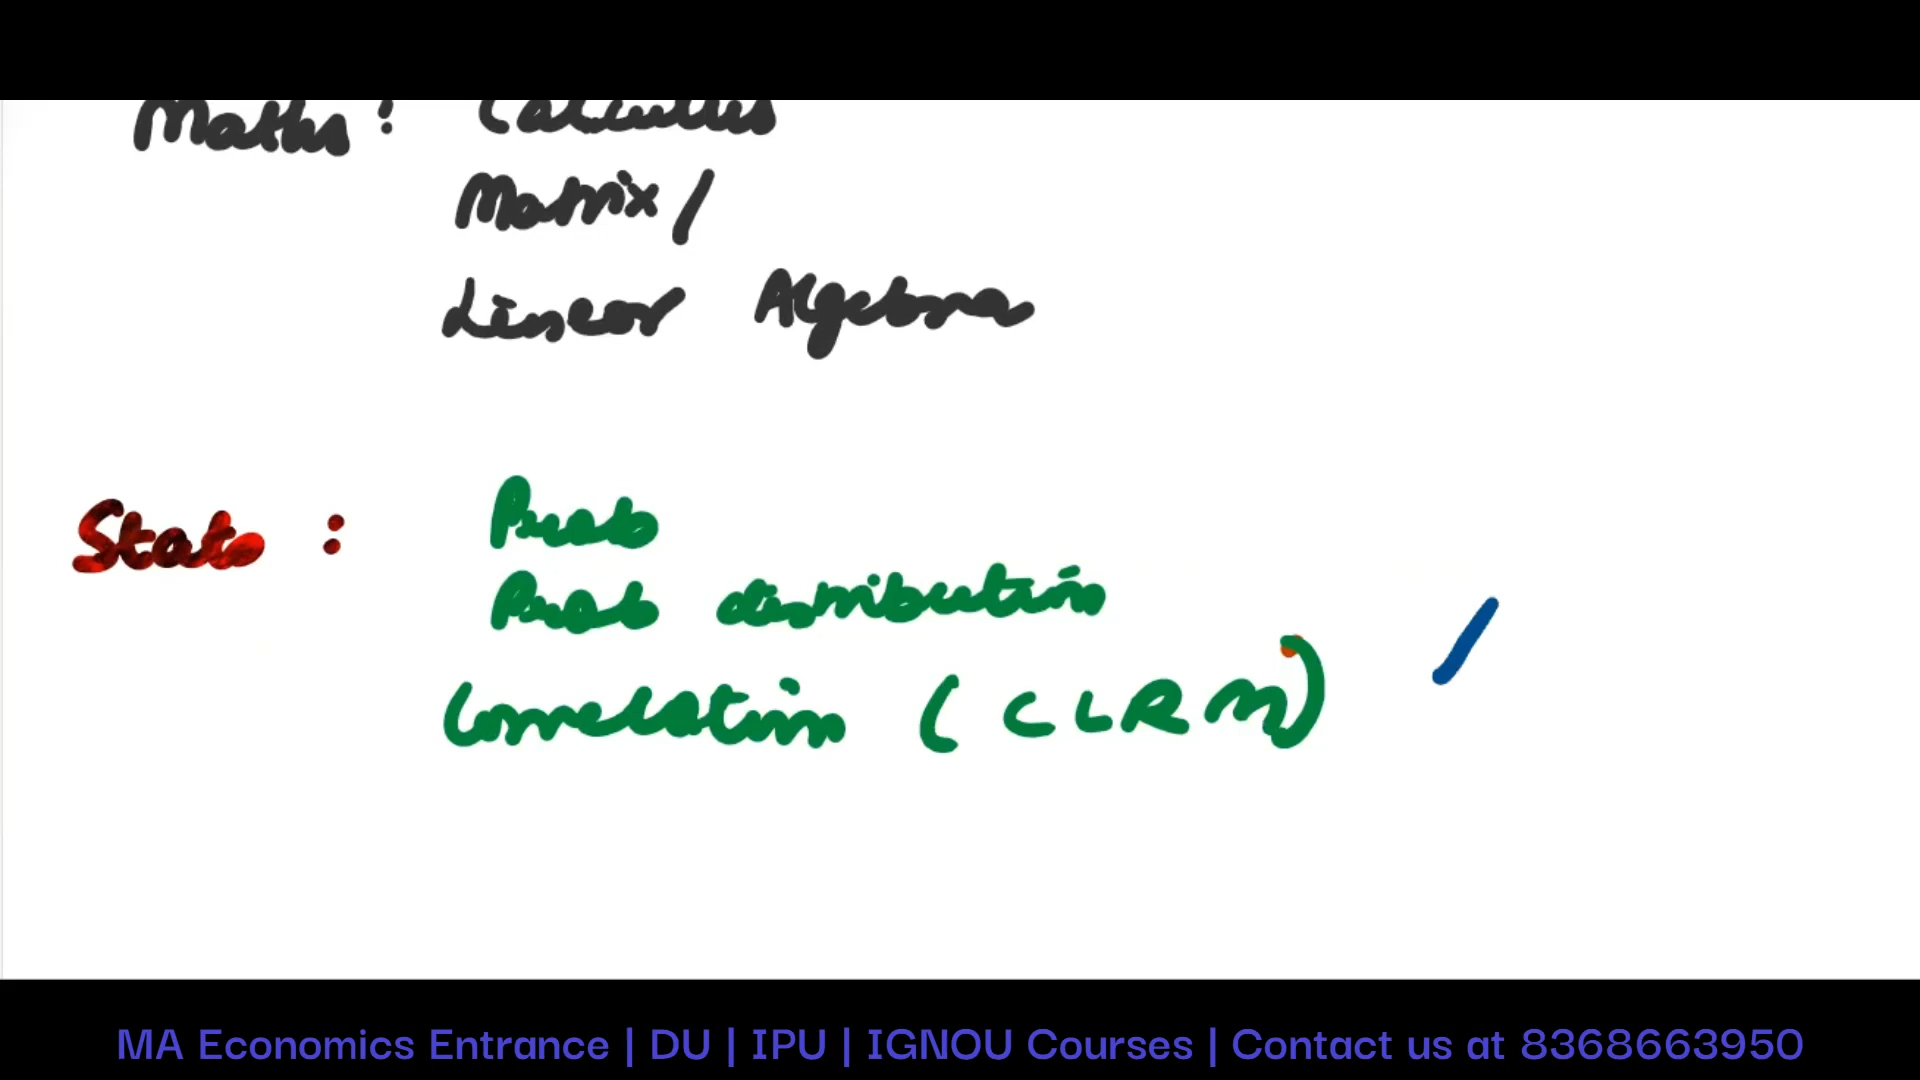 Maths : Calculus
Matrix /
Linear Algebra
Stats : Prob
Prob distribution
Correlation (CLRM)
MA Economics Entrance | DU | IPU | IGNOU Courses | Contact us at 8368663950